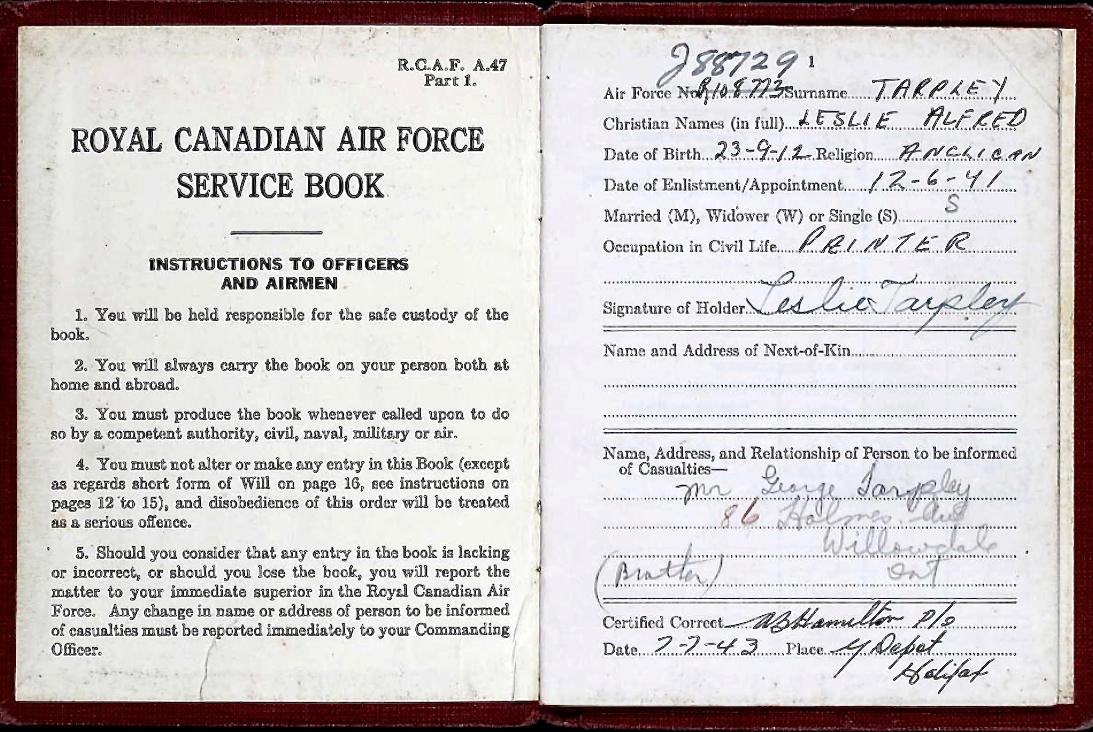 R.C.A.F. A.47
Part 1.
ROYAL CANADIAN AIR FORCE
SERVICE BOOK
INSTRUCTIONS TO OFFICERS
AND AIRMEN
1. You will be held responsible for the safe custody of the
book.
2. You will always carry the book on your person both at
home and abroad.
3. You must produce the book whenever called upon to do
so by a competent authority, civil, naval, military or air.
4. You must not alter or make any entry in this Book (except
as regards short form of Will on page 16, see instructions on
pages 12 to 15), and disobedience of this order will be treated
as a serious offence.
5. Should you consider that any entry in the book is lacking
or incorrect, or should you lose the book, you will report the
matter to your immediate superior in the Royal Canadian Air
Force. Any change in name or address of person to be informed
of casualties must be reported immediately to your Commanding
Officer.
J88729 1
Air Force No. R108773 Surname TARPLEY
Christian Names (in full) LESLIE ALFRED
Date of Birth 23-9-12 Religion ANGLICAN
Date of Enlistment/Appointment 12-6-41
Married (M), Widower (W) or Single (S) S
Occupation in Civil Life PRINTER
Signature of Holder Leslie Tarpley
Name and Address of Next-of-Kin
Name, Address, and Relationship of Person to be informed
of Casualties—
Mr George Tarpley
86 Holmes Ave
Willowdale
(Brother) Ont
Certified Correct Hamilton P/O
Date 7-7-43 Place Y Depot
Halifax